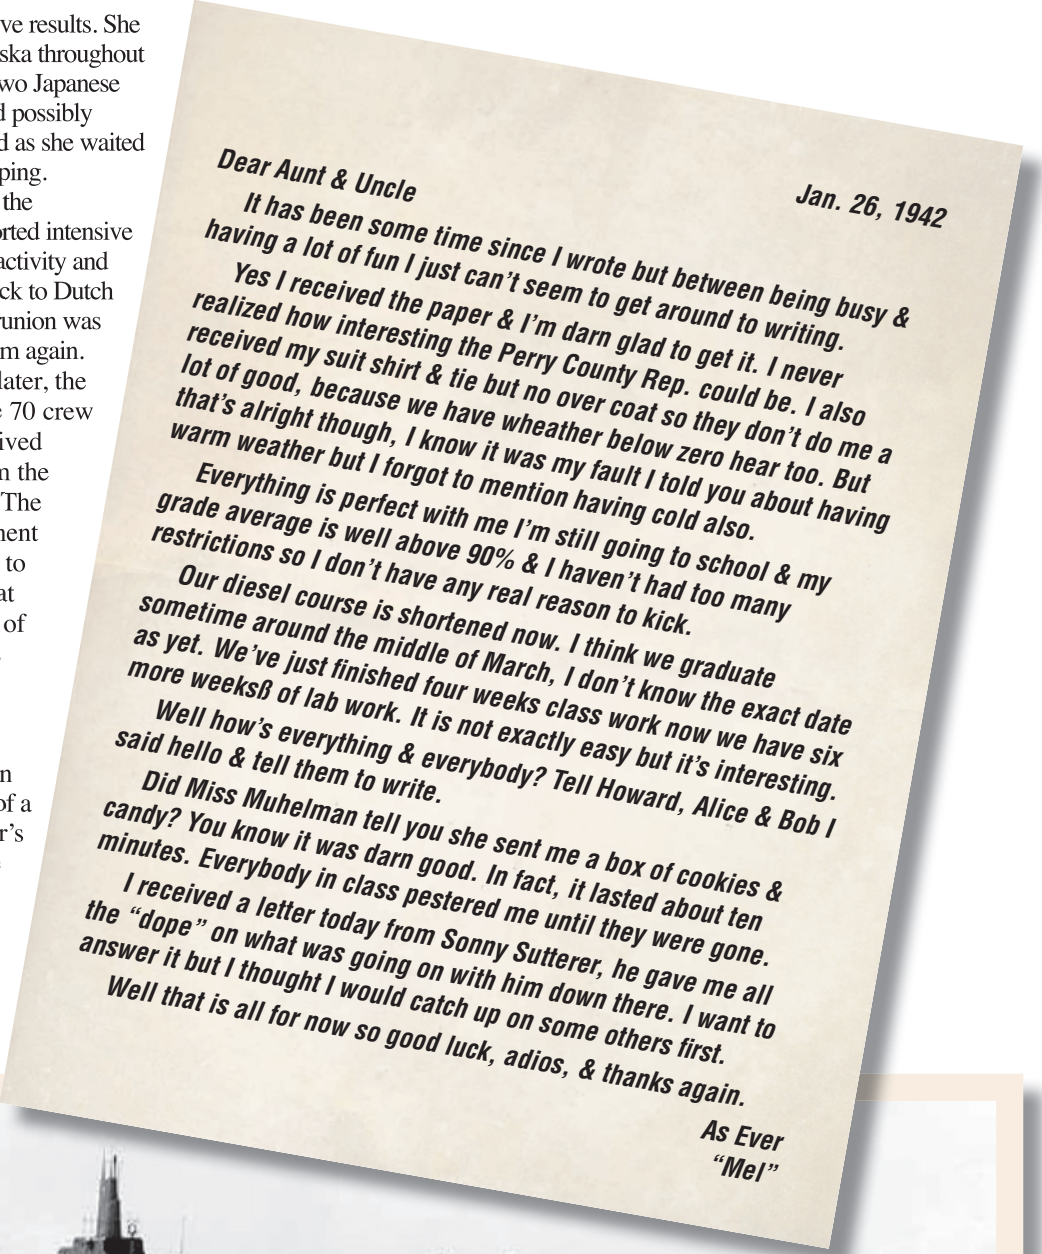 ve results. She
ska throughout
wo Japanese
d possibly
d as she waited
ping.
the
orted intensive
activity and
ck to Dutch
runion was
m again.
later, the
e 70 crew
ived
m the
The
ment
to
at
of
n
of a
r's
Jan. 26, 1942
Dear Aunt & Uncle
It has been some time since I wrote but between being busy &
having a lot of fun I just can't seem to get around to writing.
Yes I received the paper & I'm darn glad to get it. I never
realized how interesting the Perry County Rep. could be. I also
received my suit shirt & tie but no over coat so they don't do me a
lot of good, because we have wheather below zero hear too. But
that's alright though, I know it was my fault I told you about having
warm weather but I forgot to mention having cold also.
Everything is perfect with me I'm still going to school & my
grade average is well above 90% & I haven't had too many
restrictions so I don't have any real reason to kick.
Our diesel course is shortened now. I think we graduate
sometime around the middle of March, I don't know the exact date
as yet. We've just finished four weeks class work now we have six
more weeksß of lab work. It is not exactly easy but it's interesting.
Well how's everything & everybody? Tell Howard, Alice & Bob I
said hello & tell them to write.
Did Miss Muhelman tell you she sent me a box of cookies &
candy? You know it was darn good. In fact, it lasted about ten
minutes. Everybody in class pestered me until they were gone.
I received a letter today from Sonny Sutterer, he gave me all
the “dope” on what was going on with him down there. I want to
answer it but I thought I would catch up on some others first.
Well that is all for now so good luck, adios, & thanks again.
As Ever
“Mel”